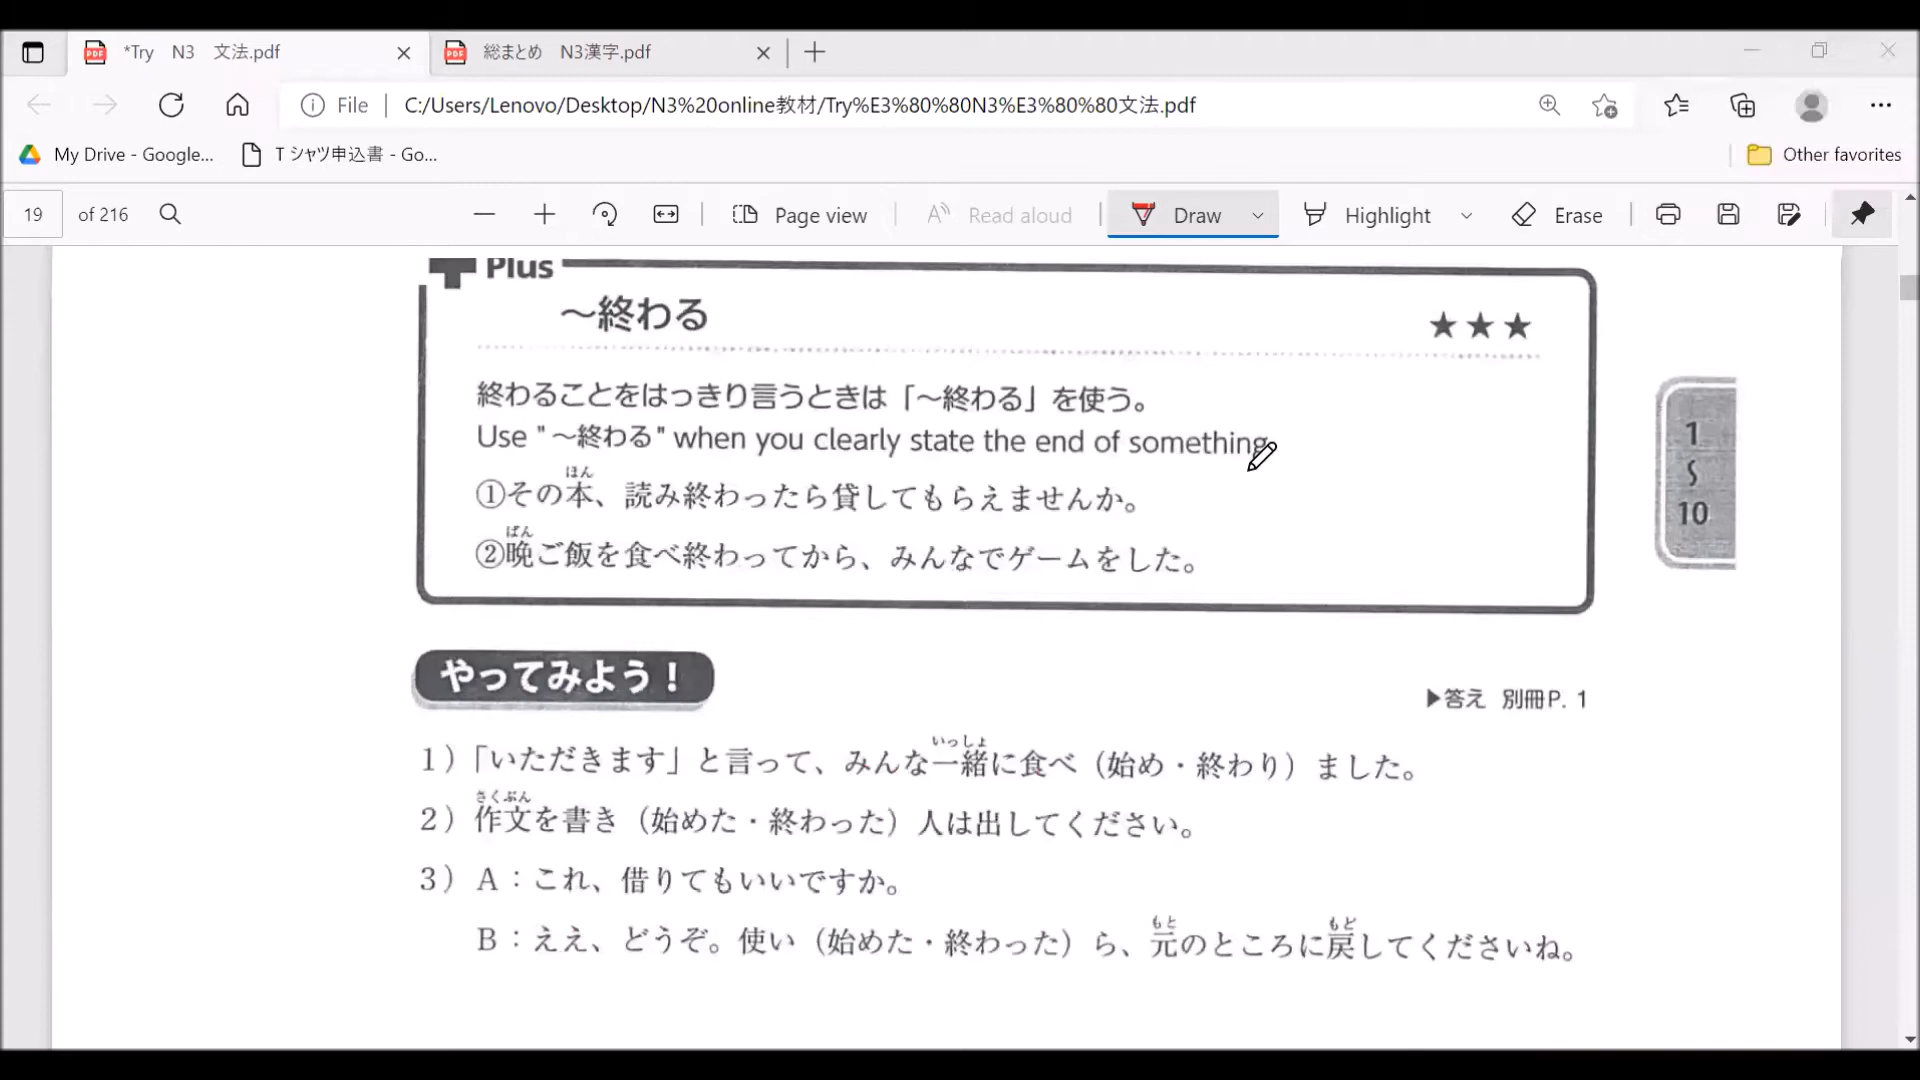 *Try N3 文法.pdf
総まとめ N3漢字.pdf
File C:/Users/Lenovo/Desktop/N3%20online教材/Try%E3%80%80N3%E3%80%80文法.pdf
My Drive - Google...
Tシャツ申込書 - Go...
Other favorites
19 of 216
Page view
Read aloud
Draw
Highlight
Erase
Plus
～終わる
★★★
終わることをはっきり言うときは「～終わる」を使う。
Use "～終わる" when you clearly state the end of something.
ほん
①その本、読み終わったら貸してもらえませんか。
ばん
②晩ご飯を食べ終わってから、みんなでゲームをした。
1
〜
10
やってみよう！
▶答え 別冊P. 1
いっしょ
1）「いただきます」と言って、みんな一緒に食べ（始め・終わり）ました。
さくぶん
2）作文を書き（始めた・終わった）人は出してください。
3）A：これ、借りてもいいですか。
もと もど
B：ええ、どうぞ。使い（始めた・終わった）ら、元のところに戻してくださいね。